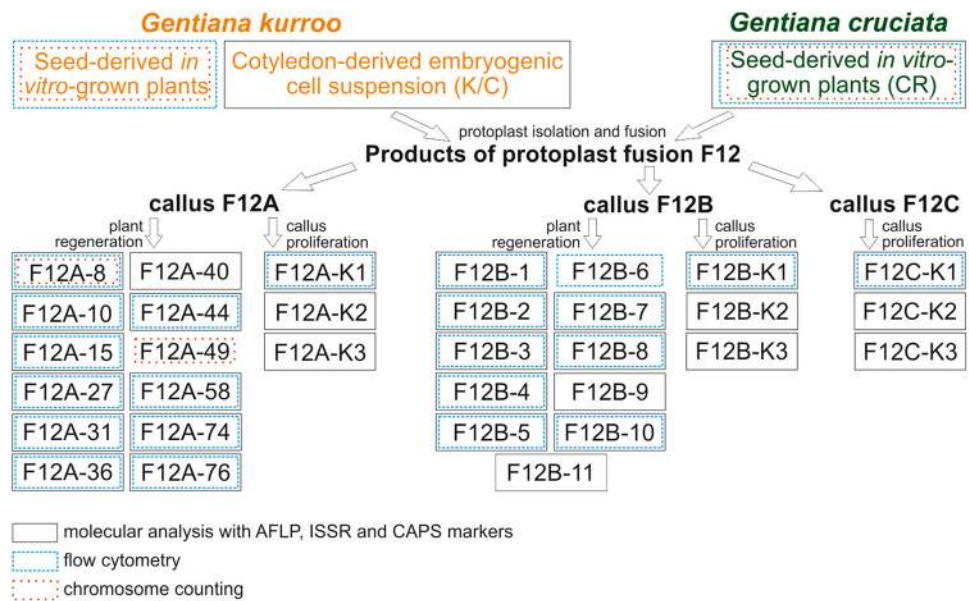 Gentiana kurroo
Gentiana cruciata
Seed-derived in
vitro-grown plants
Cotyledon-derived embryogenic
cell suspension (K/C)
Seed-derived in vitro-
grown plants (CR)
protoplast isolation and fusion
Products of protoplast fusion F12
callus F12A
callus F12B
callus F12C
plant
regeneration
callus
proliferation
plant
regeneration
callus
proliferation
callus
proliferation
F12A-8 F12A-40 F12A-K1 F12B-1 F12B-6 F12B-K1 F12C-K1
F12A-10 F12A-44 F12A-K2 F12B-2 F12B-7 F12B-K2 F12C-K2
F12A-15 F12A-49 F12A-K3 F12B-3 F12B-8 F12B-K3 F12C-K3
F12A-27 F12A-58 F12B-4 F12B-9
F12A-31 F12A-74 F12B-5 F12B-10
F12A-36 F12A-76 F12B-11
molecular analysis with AFLP, ISSR and CAPS markers
flow cytometry
chromosome counting